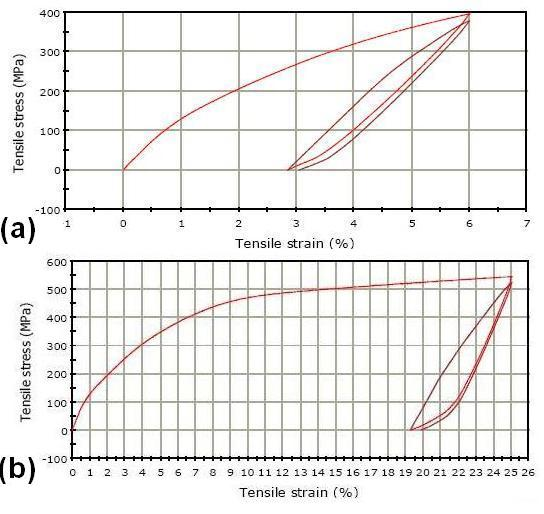 400
300
200
100
0
-100
Tensile stress (MPa)
1 0 1 2 3 4 5 6 7
Tensile strain (%)
(a)
600
500
400
300
200
100
0
-100
Tensile stress (MPa)
0 1 2 3 4 5 6 7 8 9 10 11 12 13 14 15 16 17 18 19 20 21 22 23 24 25 26
Tensile strain (%)
(b)